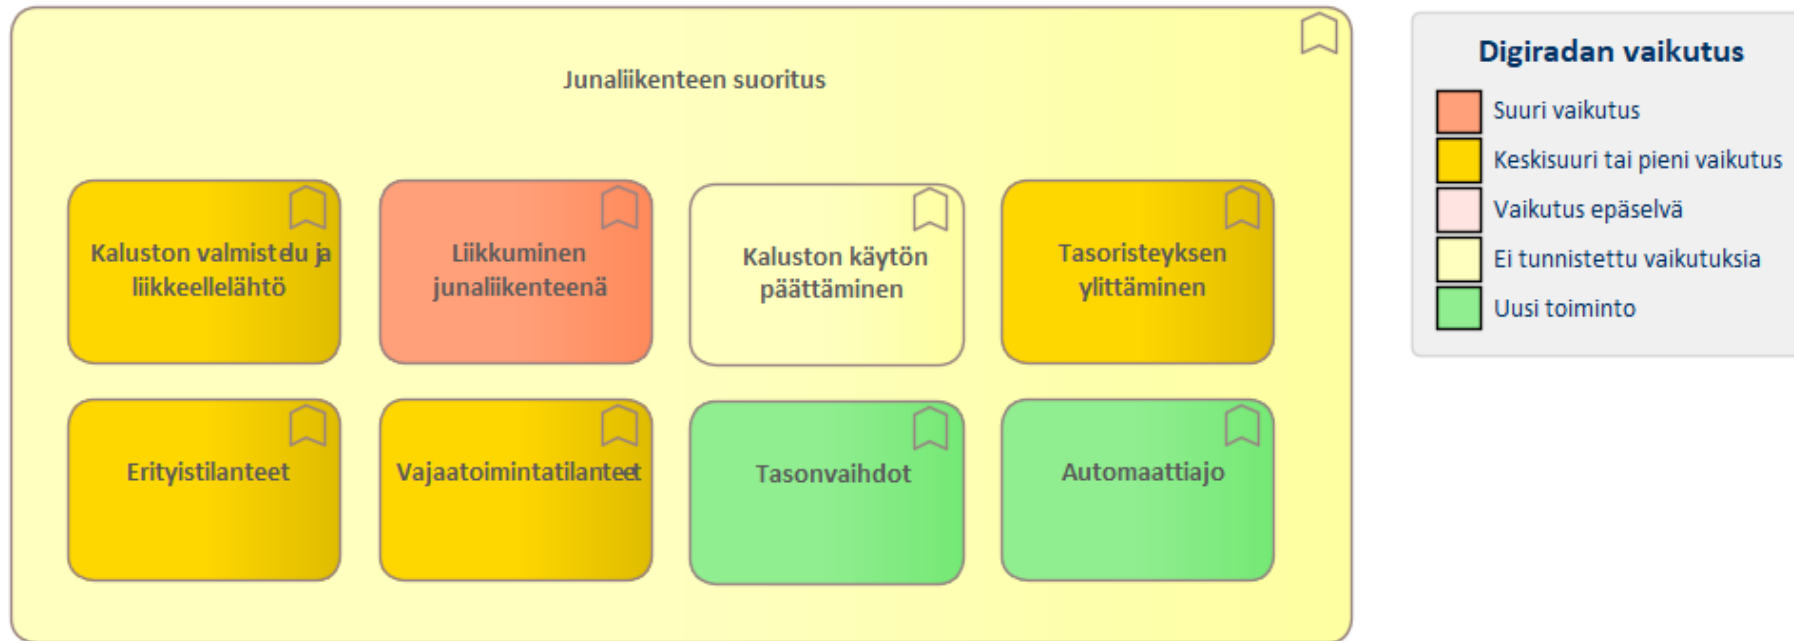 Junaliikenteen suoritus
Kaluston valmistelu ja
liikkeellelähtö
Liikkuminen
junaliikenteenä
Kaluston käytön
päättäminen
Tasoristeyksen
ylittäminen
Erityistilanteet
Vajaatoimintatilanteet
Tasonvaihdot
Automaattiajo
Digiradan vaikutus
Suuri vaikutus
Keskisuuri tai pieni vaikutus
Vaikutus epäselvä
Ei tunnistettu vaikutuksia
Uusi toiminto